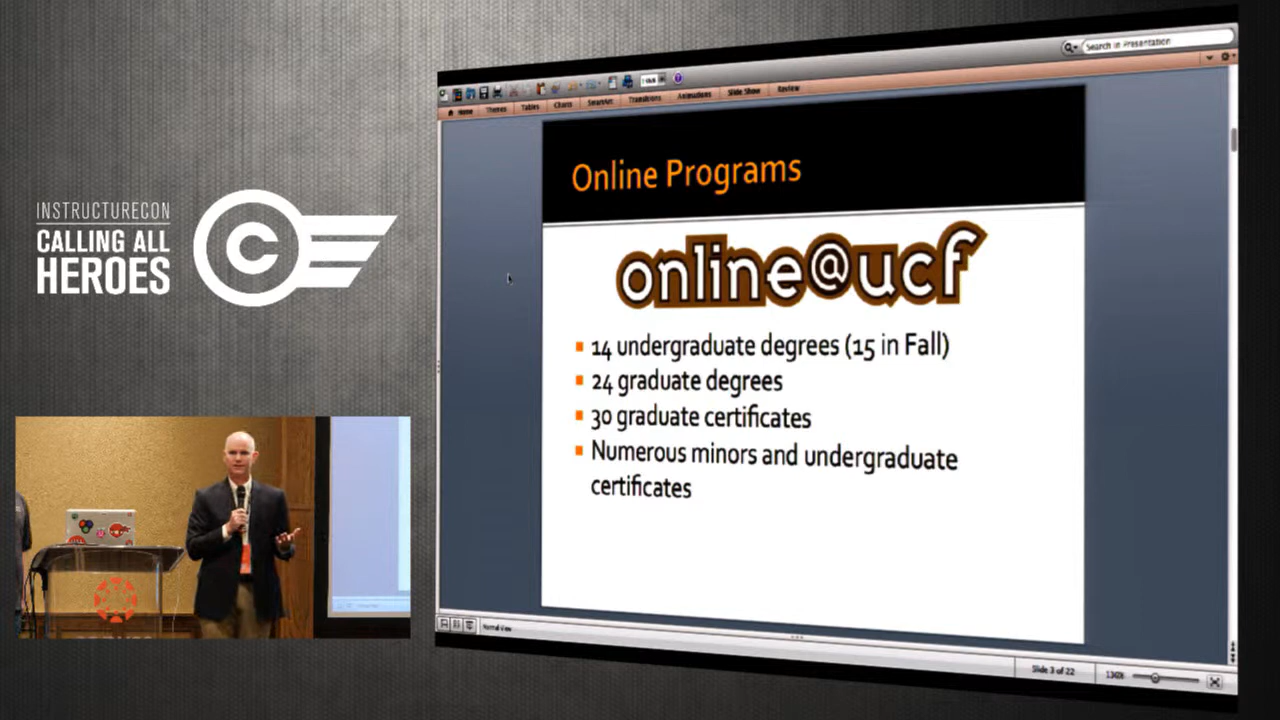 INSTRUCTURECON
CALLING ALL
HEROES
C
Search in Presentation
Home Themes Tables Charts SmartArt Transitions Animations Slide Show Review
Online Programs
online@ucf
14 undergraduate degrees (15 in Fall)
24 graduate degrees
30 graduate certificates
Numerous minors and undergraduate
certificates
Normal View
Slide 3 of 22